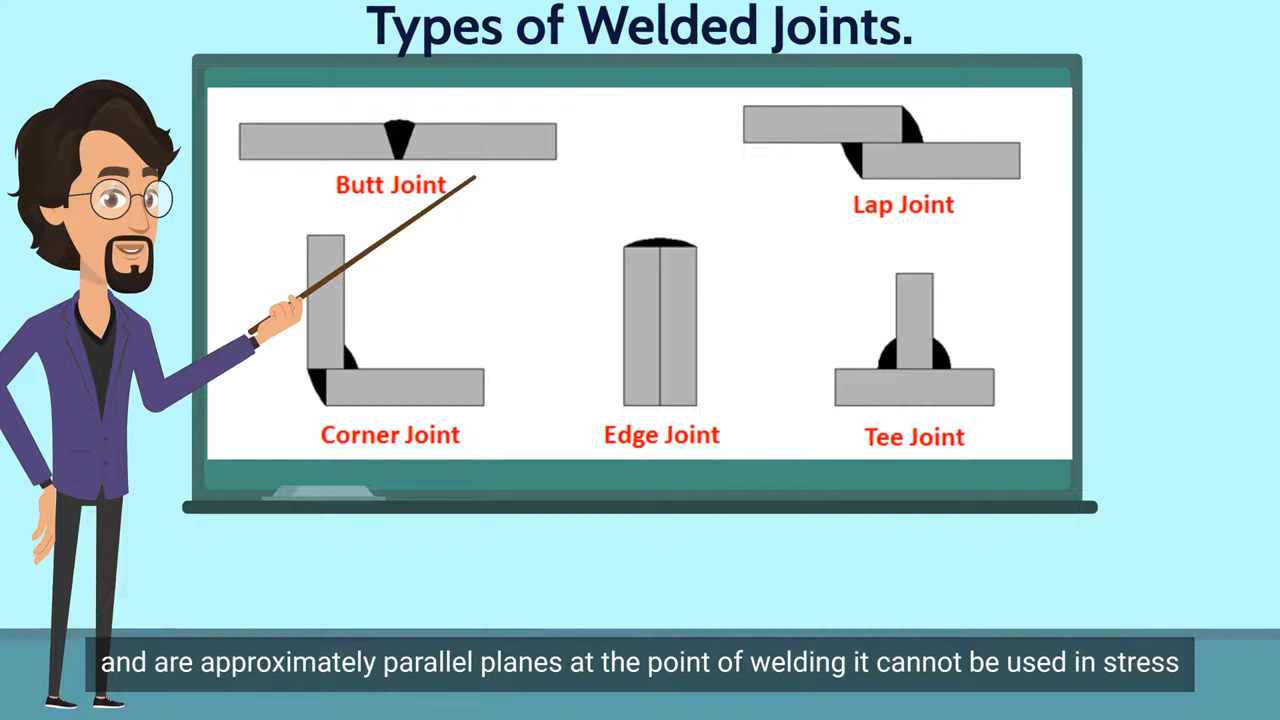 Types of Welded Joints.
Butt Joint
Lap Joint
Corner Joint
Edge Joint
Tee Joint
and are approximately parallel planes at the point of welding it cannot be used in stress